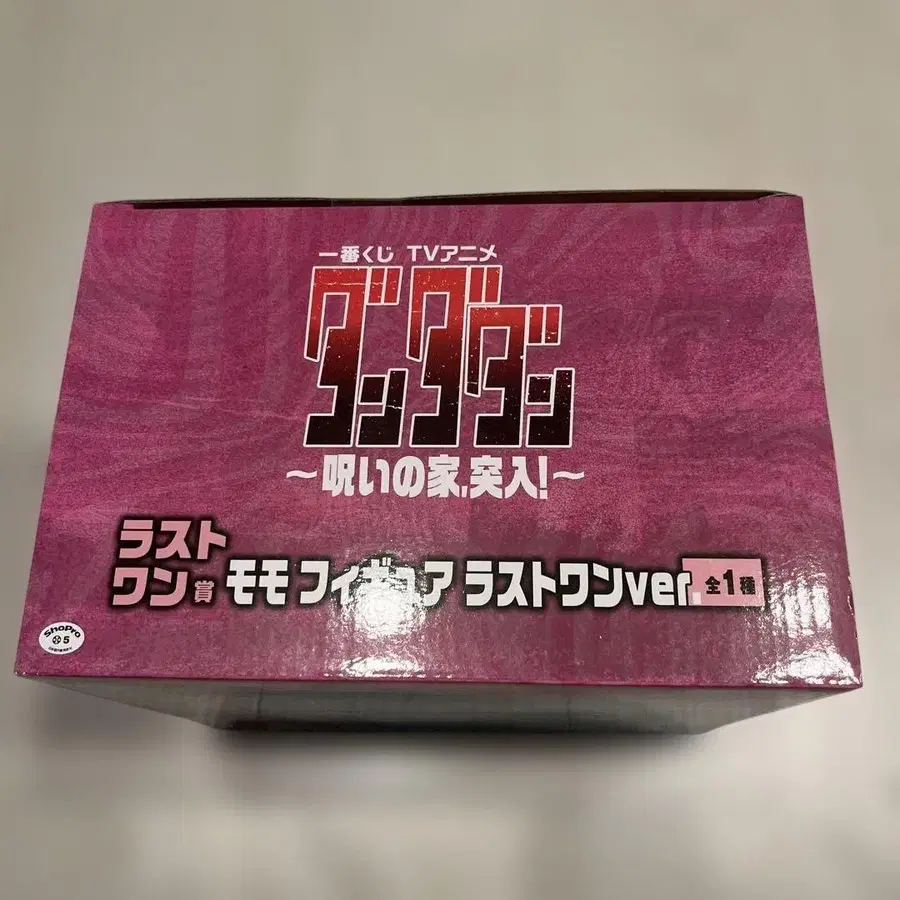 一番くじ TVアニメ
ダンダダン
～呪いの家、突入!～
ラスト
ワン賞 モモ フィギュア ラストワンver. 全1種
ShoPro
5